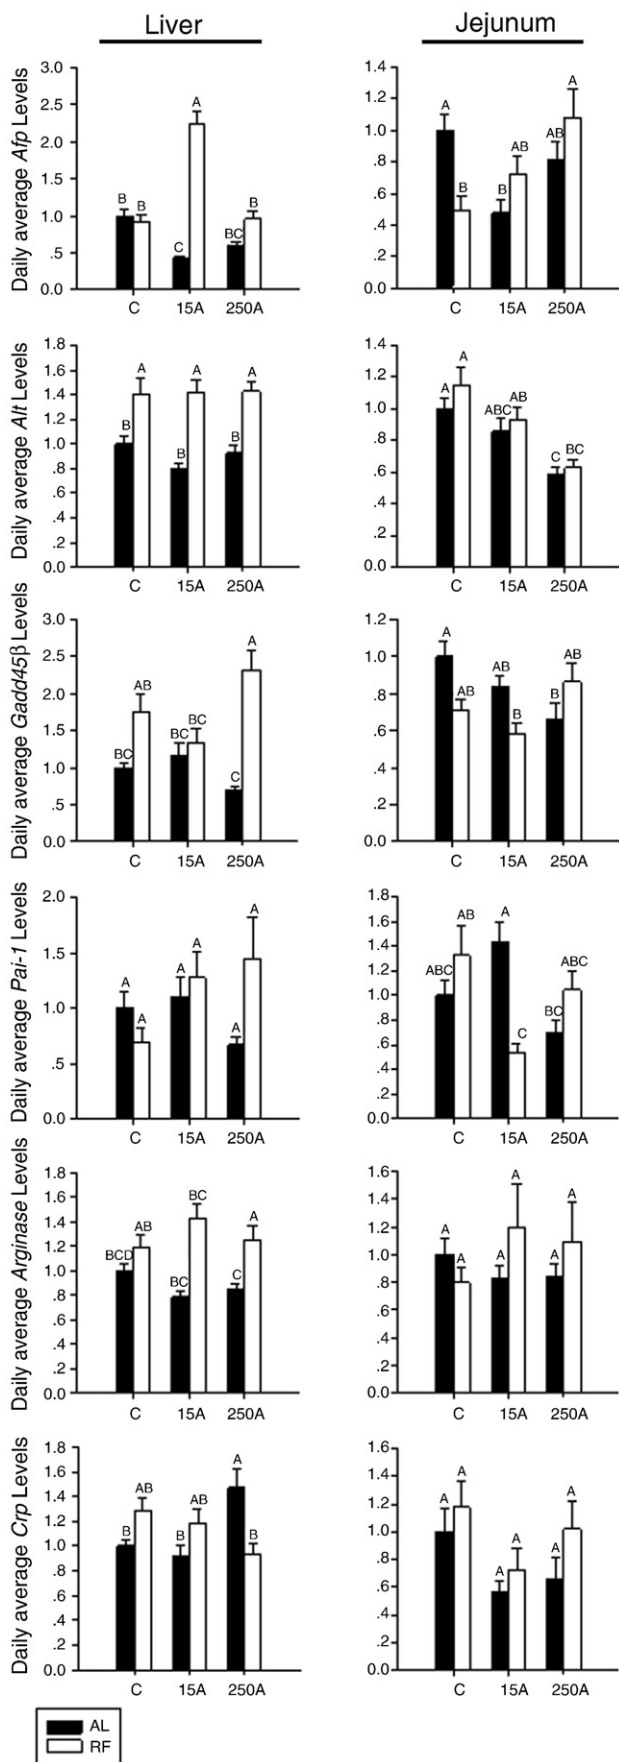 Liver
Jejunum
Daily average Afp Levels
3.0
2.5
2.0
1.5
1.0
.5
0.0
B
B
C
A
BC
B
C
15A
250A
1.4
1.2
1.0
.8
.6
.4
.2
0.0
A
B
B
AB
AB
A
C
15A
250A
Daily average Alt Levels
1.8
1.6
1.4
1.2
1.0
.8
.6
.4
.2
0.0
B
A
B
A
B
A
C
15A
250A
1.4
1.2
1.0
.8
.6
.4
.2
0.0
A
A
ABC
AB
C
BC
C
15A
250A
Daily average Gadd45β Levels
3.0
2.5
2.0
1.5
1.0
.5
0.0
BC
AB
BC
BC
C
A
C
15A
250A
1.2
1.0
.8
.6
.4
.2
0.0
A
AB
AB
B
B
AB
C
15A
250A
Daily average Pai-1 Levels
2.0
1.5
1.0
.5
0.0
A
A
A
A
A
A
C
15A
250A
1.8
1.6
1.4
1.2
1.0
.8
.6
.4
.2
0.0
ABC
AB
A
C
BC
ABC
C
15A
250A
Daily average Arginase Levels
1.8
1.6
1.4
1.2
1.0
.8
.6
.4
.2
0.0
BCD
AB
BC
BC
C
A
C
15A
250A
1.6
1.4
1.2
1.0
.8
.6
.4
.2
0.0
A
A
A
A
A
A
C
15A
250A
Daily average Crp Levels
1.8
1.6
1.4
1.2
1.0
.8
.6
.4
.2
0.0
B
AB
B
AB
A
B
C
15A
250A
1.6
1.4
1.2
1.0
.8
.6
.4
.2
0.0
A
A
A
A
A
A
C
15A
250A
AL
RF